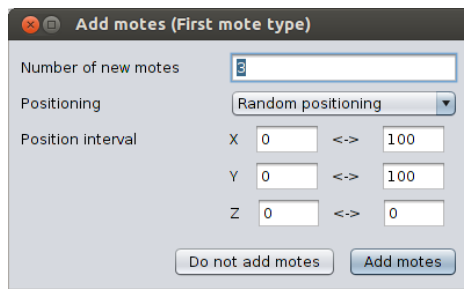 Add motes (First mote type)
Number of new motes 3
Positioning Random positioning
Position interval X 0 <-> 100
Y 0 <-> 100
Z 0 <-> 0
Do not add motes Add motes